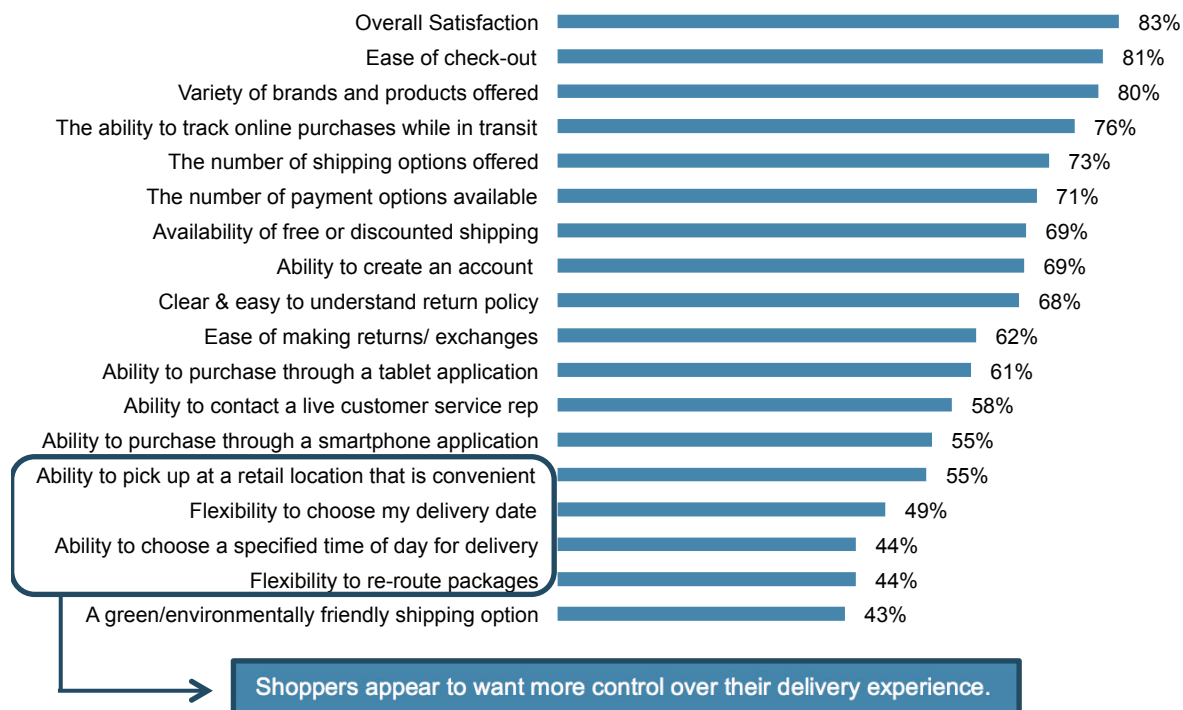 Overall Satisfaction 83%
Ease of check-out 81%
Variety of brands and products offered 80%
The ability to track online purchases while in transit 76%
The number of shipping options offered 73%
The number of payment options available 71%
Availability of free or discounted shipping 69%
Ability to create an account 69%
Clear & easy to understand return policy 68%
Ease of making returns/ exchanges 62%
Ability to purchase through a tablet application 61%
Ability to contact a live customer service rep 58%
Ability to purchase through a smartphone application 55%
Ability to pick up at a retail location that is convenient 55%
Flexibility to choose my delivery date 49%
Ability to choose a specified time of day for delivery 44%
Flexibility to re-route packages 44%
A green/environmentally friendly shipping option 43%
Shoppers appear to want more control over their delivery experience.